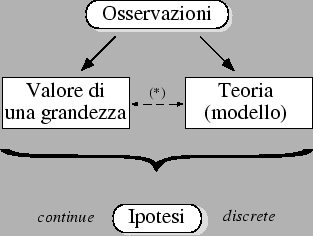 Osservazioni
Valore di
una grandezza
(*)
Teoria
(modello)
continue
Ipotesi
discrete